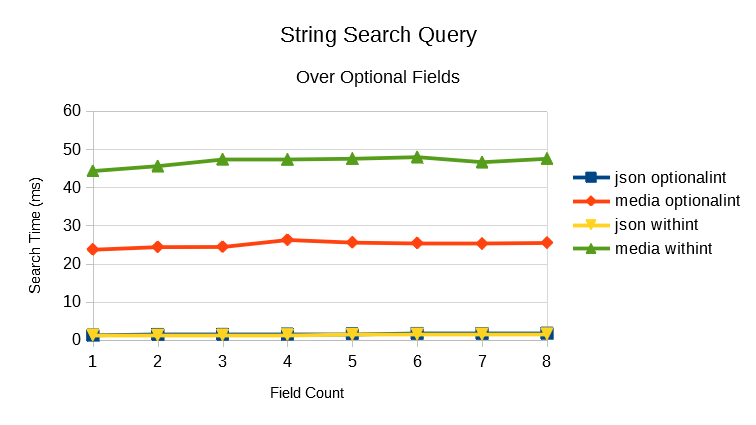 String Search Query
Over Optional Fields
60
50
40
30
20
10
0
Search Time (ms)
1 2 3 4 5 6 7 8
Field Count
json optionalint
media optionalint
json withint
media withint